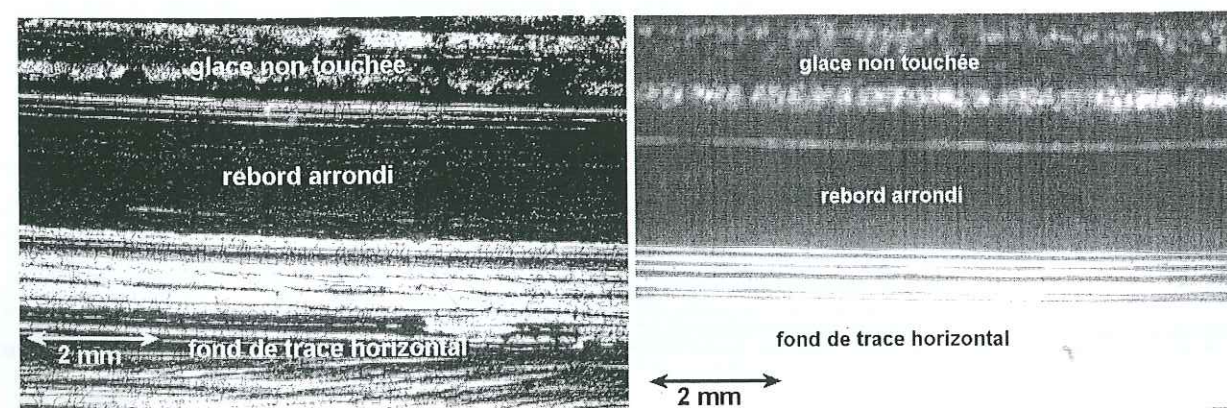 glace non touchée
rebord arrondi
2 mm
fond de trace horizontal
glace non touchée
rebord arrondi
fond de trace horizontal
2 mm